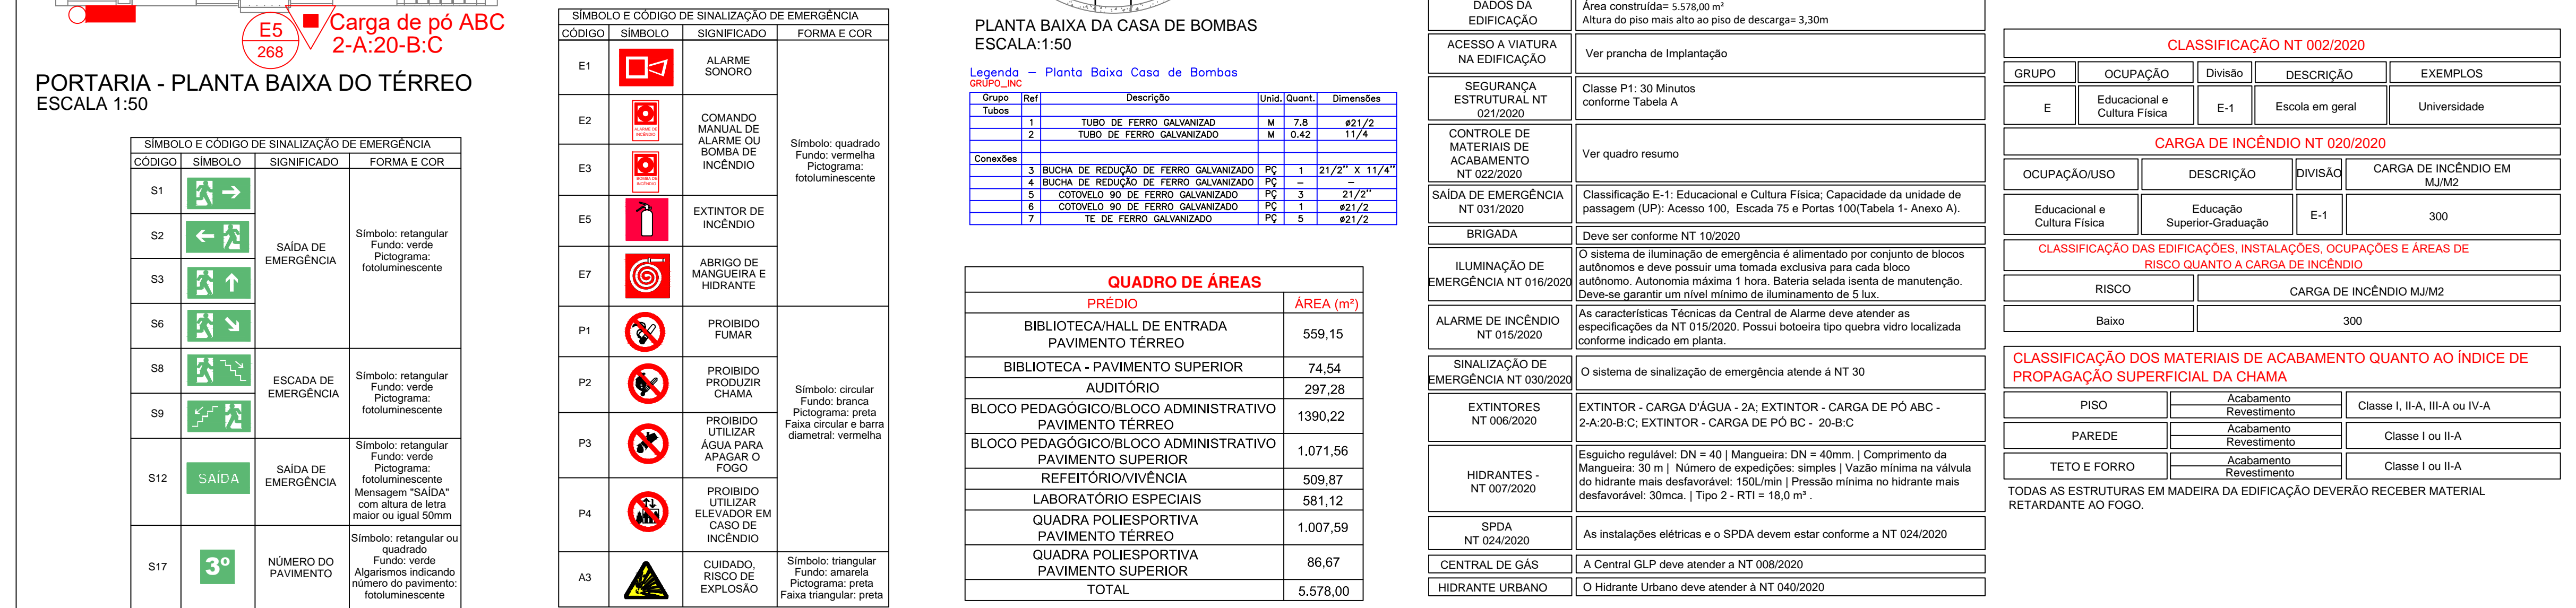 Carga de pó ABC
2-A:20-B:C
E5
268
PORTARIA - PLANTA BAIXA DO TÉRREO
ESCALA 1:50
SÍMBOLO E CÓDIGO DE SINALIZAÇÃO DE EMERGÊNCIA
CÓDIGO SÍMBOLO SIGNIFICADO FORMA E COR
S1
S2
S3
S6
SAÍDA DE
EMERGÊNCIA
Símbolo: retangular
Fundo: verde
Pictograma:
fotoluminescente
S8
S9
ESCADA DE
EMERGÊNCIA
Símbolo: retangular
Fundo: verde
Pictograma:
fotoluminescente
S12
SAÍDA
SAÍDA DE
EMERGÊNCIA
Símbolo: retangular
Fundo: verde
Pictograma:
fotoluminescente
Mensagem "SAÍDA"
com altura de letra
maior ou igual 50mm
S17
3º
NÚMERO DO
PAVIMENTO
Símbolo: retangular ou
quadrado
Fundo: verde
Algarismos indicando
número do pavimento:
fotoluminescente
SÍMBOLO E CÓDIGO DE SINALIZAÇÃO DE EMERGÊNCIA
CÓDIGO SÍMBOLO SIGNIFICADO FORMA E COR
E1
ALARME
SONORO
E2
ALARME DE
INCÊNDIO
E3
BOMBA DE
INCÊNDIO
COMANDO
MANUAL DE
ALARME OU
BOMBA DE
INCÊNDIO
E5
EXTINTOR DE
INCÊNDIO
E7
ABRIGO DE
MANGUEIRA E
HIDRANTE
Símbolo: quadrado
Fundo: vermelha
Pictograma:
fotoluminescente
P1
PROIBIDO
FUMAR
P2
PROIBIDO
PRODUZIR
CHAMA
P3
PROIBIDO
UTILIZAR
ÁGUA PARA
APAGAR O
FOGO
P4
PROIBIDO
UTILIZAR
ELEVADOR EM
CASO DE
INCÊNDIO
Símbolo: circular
Fundo: branca
Pictograma: preta
Faixa circular e barra
diametral: vermelha
A3
CUIDADO,
RISCO DE
EXPLOSÃO
Símbolo: triangular
Fundo: amarela
Pictograma: preta
Faixa triangular: preta
PLANTA BAIXA DA CASA DE BOMBAS
ESCALA:1:50
Legenda – Planta Baixa Casa de Bombas
GRUPO_INC
Grupo Ref Descrição Unid. Quant. Dimensões
Tubos
1 TUBO DE FERRO GALVANIZAD M 7.8 ø21/2
2 TUBO DE FERRO GALVANIZADO M 0.42 11/4
Conexões
3 BUCHA DE REDUÇÃO DE FERRO GALVANIZADO PÇ 1 21/2'' X 11/4''
4 BUCHA DE REDUÇÃO DE FERRO GALVANIZADO PÇ – –
5 COTOVELO 90 DE FERRO GALVANIZADO PÇ 3 21/2''
6 COTOVELO 90 DE FERRO GALVANIZADO PÇ 1 ø21/2
7 TE DE FERRO GALVANIZADO PÇ 5 ø21/2
QUADRO DE ÁREAS
PRÉDIO ÁREA (m²)
BIBLIOTECA/HALL DE ENTRADA
PAVIMENTO TÉRREO
559,15
BIBLIOTECA - PAVIMENTO SUPERIOR 74,54
AUDITÓRIO 297,28
BLOCO PEDAGÓGICO/BLOCO ADMINISTRATIVO
PAVIMENTO TÉRREO
1390,22
BLOCO PEDAGÓGICO/BLOCO ADMINISTRATIVO
PAVIMENTO SUPERIOR
1.071,56
REFEITÓRIO/VIVÊNCIA 509,87
LABORATÓRIO ESPECIAIS 581,12
QUADRA POLIESPORTIVA
PAVIMENTO TÉRREO
1.007,59
QUADRA POLIESPORTIVA
PAVIMENTO SUPERIOR
86,67
TOTAL 5.578,00
DADOS DA
EDIFICAÇÃO
Área construída= 5.578,00 m²
Altura do piso mais alto ao piso de descarga= 3,30m
ACESSO A VIATURA
NA EDIFICAÇÃO
Ver prancha de Implantação
SEGURANÇA
ESTRUTURAL NT
021/2020
Classe P1: 30 Minutos
conforme Tabela A
CONTROLE DE
MATERIAIS DE
ACABAMENTO
NT 022/2020
Ver quadro resumo
SAÍDA DE EMERGÊNCIA
NT 031/2020
Classificação E-1: Educacional e Cultura Física; Capacidade da unidade de
passagem (UP): Acesso 100, Escada 75 e Portas 100(Tabela 1- Anexo A).
BRIGADA
Deve ser conforme NT 10/2020
ILUMINAÇÃO DE
EMERGÊNCIA NT 016/2020
O sistema de iluminação de emergência é alimentado por conjunto de blocos
autônomos e deve possuir uma tomada exclusiva para cada bloco
autônomo. Autonomia máxima 1 hora. Bateria selada isenta de manutenção.
Deve-se garantir um nível mínimo de iluminamento de 5 lux.
ALARME DE INCÊNDIO
NT 015/2020
As características Técnicas da Central de Alarme deve atender as
especificações da NT 015/2020. Possui botoeira tipo quebra vidro localizada
conforme indicado em planta.
SINALIZAÇÃO DE
EMERGÊNCIA NT 030/2020
O sistema de sinalização de emergência atende á NT 30
EXTINTORES
NT 006/2020
EXTINTOR - CARGA D'ÁGUA - 2A; EXTINTOR - CARGA DE PÓ ABC -
2-A:20-B:C; EXTINTOR - CARGA DE PÓ BC - 20-B:C
HIDRANTES -
NT 007/2020
Esguicho regulável: DN = 40 | Mangueira: DN = 40mm. | Comprimento da
Mangueira: 30 m | Número de expedições: simples | Vazão mínima na válvula
do hidrante mais desfavorável: 150L/min | Pressão mínima no hidrante mais
desfavorável: 30mca. | Tipo 2 - RTI = 18,0 m³ .
SPDA
NT 024/2020
As instalações elétricas e o SPDA devem estar conforme a NT 024/2020
CENTRAL DE GÁS
A Central GLP deve atender a NT 008/2020
HIDRANTE URBANO
O Hidrante Urbano deve atender à NT 040/2020
CLASSIFICAÇÃO NT 002/2020
GRUPO OCUPAÇÃO Divisão DESCRIÇÃO EXEMPLOS
E
Educacional e
Cultura Física
E-1
Escola em geral
Universidade
CARGA DE INCÊNDIO NT 020/2020
OCUPAÇÃO/USO DESCRIÇÃO DIVISÃO
CARGA DE INCÊNDIO EM
MJ/M2
Educacional e
Cultura Física
Educação
Superior-Graduação
E-1
300
CLASSIFICAÇÃO DAS EDIFICAÇÕES, INSTALAÇÕES, OCUPAÇÕES E ÁREAS DE
RISCO QUANTO A CARGA DE INCÊNDIO
RISCO CARGA DE INCÊNDIO MJ/M2
Baixo 300
CLASSIFICAÇÃO DOS MATERIAIS DE ACABAMENTO QUANTO AO ÍNDICE DE
PROPAGAÇÃO SUPERFICIAL DA CHAMA
PISO
Acabamento
Revestimento
Classe I, II-A, III-A ou IV-A
PAREDE
Acabamento
Revestimento
Classe I ou II-A
TETO E FORRO
Acabamento
Revestimento
Classe I ou II-A
TODAS AS ESTRUTURAS EM MADEIRA DA EDIFICAÇÃO DEVERÃO RECEBER MATERIAL
RETARDANTE AO FOGO.